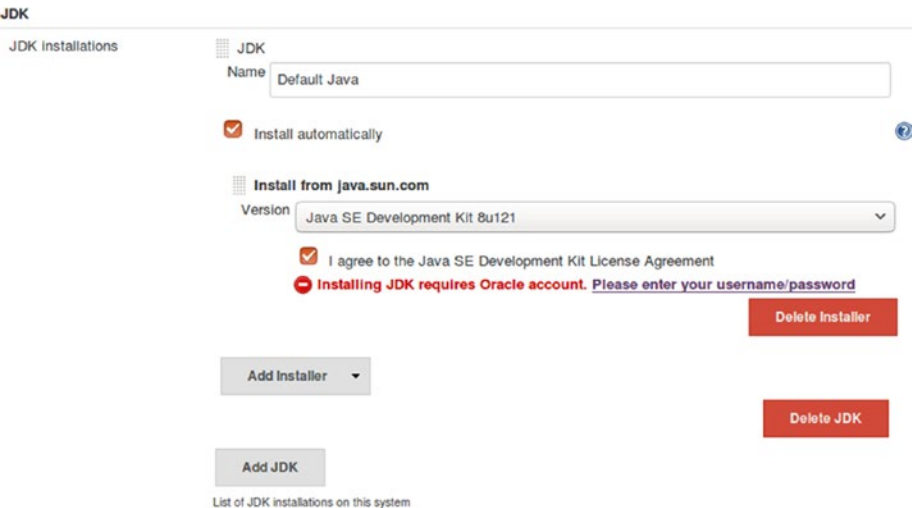 JDK
JDK installations
JDK
Name
Default Java
Install automatically
Install from java.sun.com
Version
Java SE Development Kit 8u121
I agree to the Java SE Development Kit License Agreement
Installing JDK requires Oracle account. Please enter your username/password
Delete Installer
Add Installer
Delete JDK
Add JDK
List of JDK installations on this system